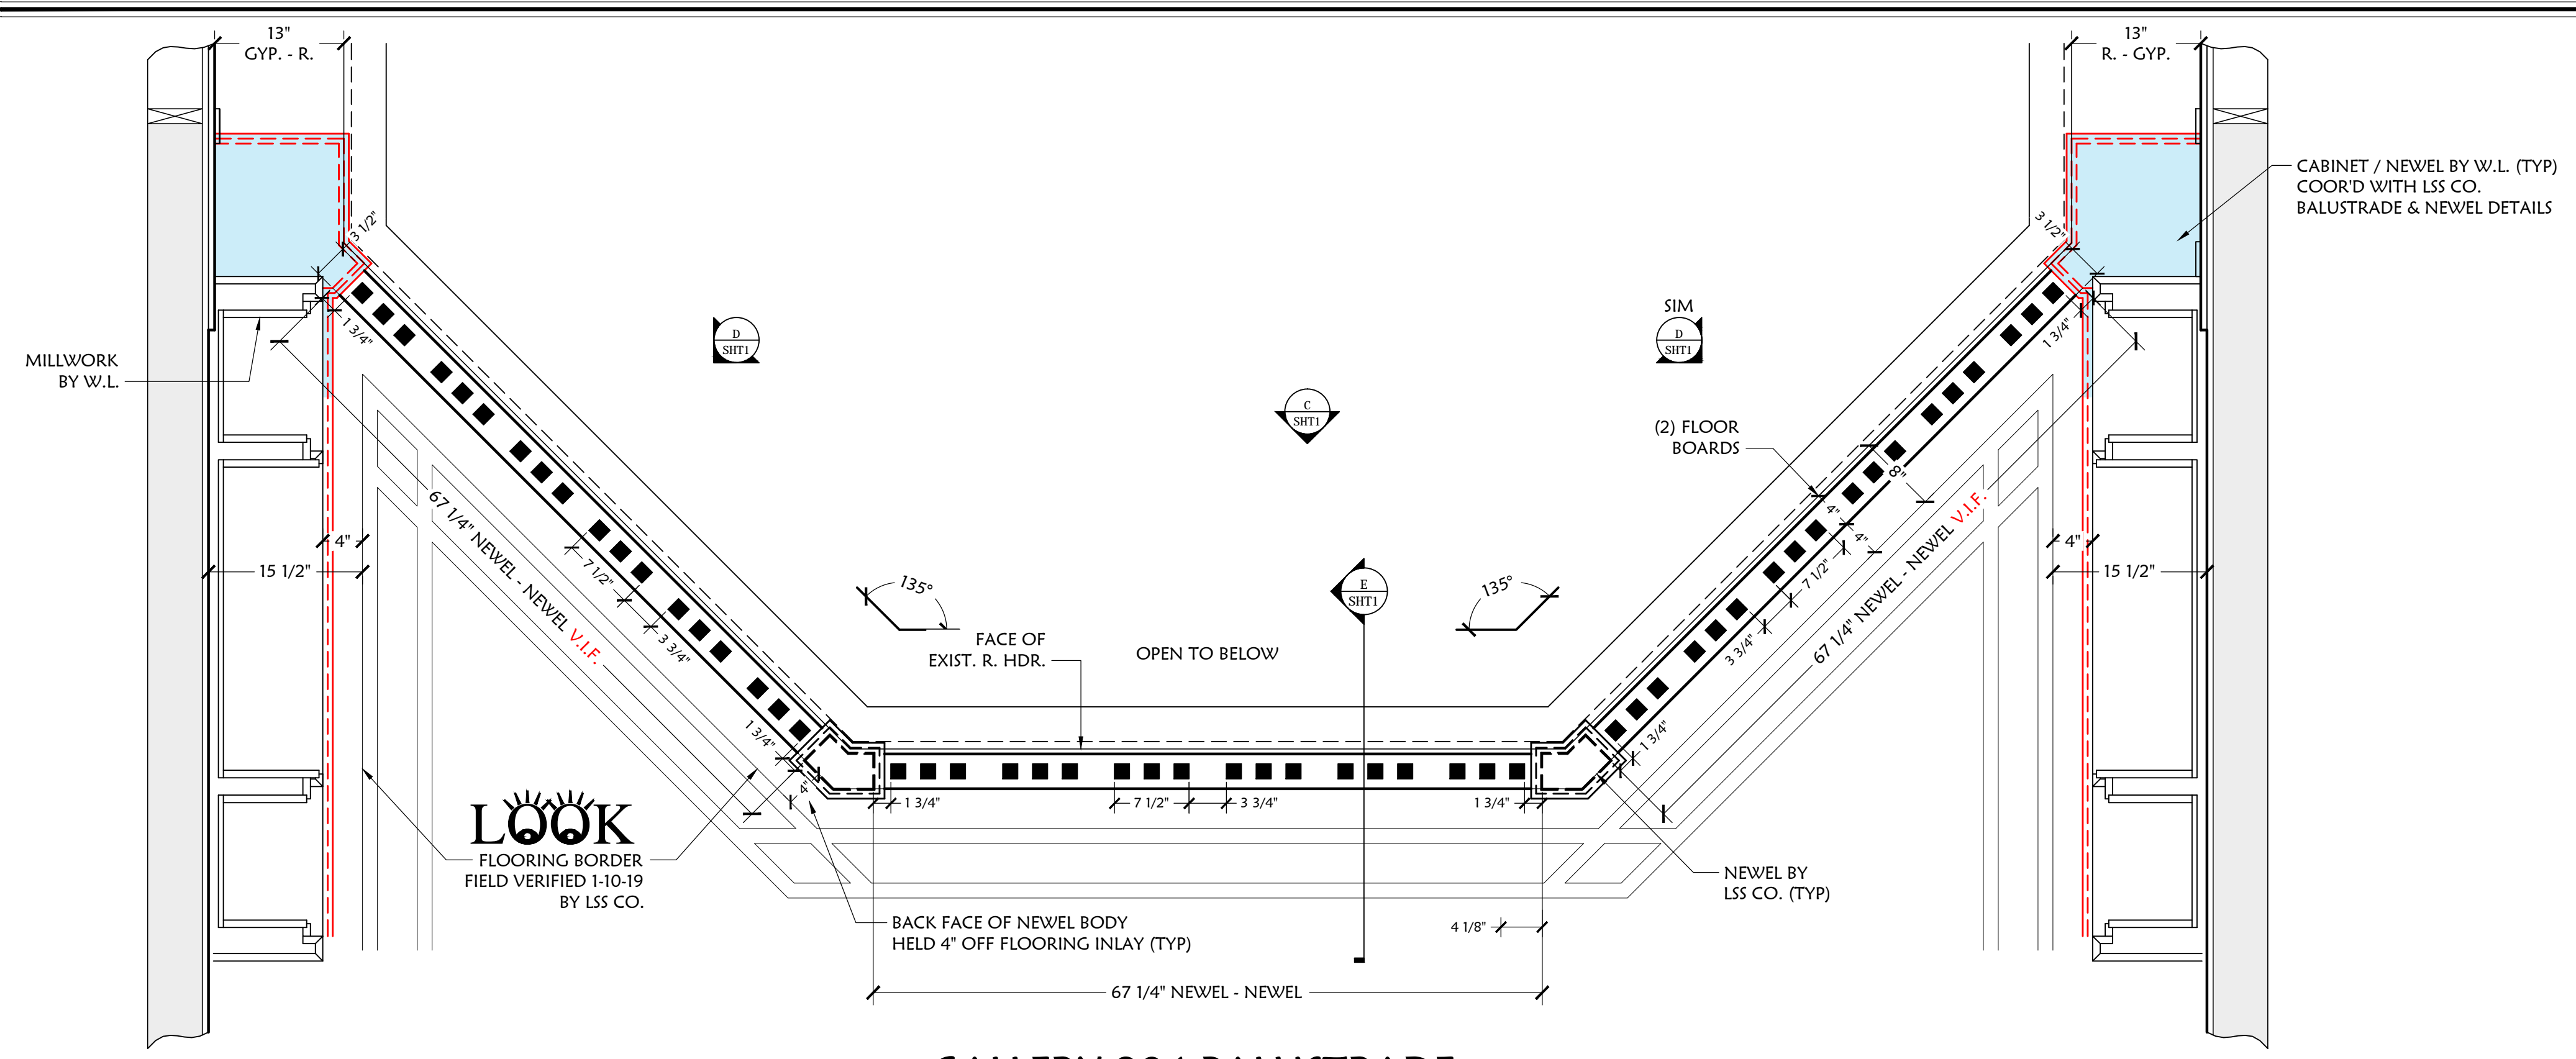 13"
GYP. - R.
13"
R. - GYP.
CABINET / NEWEL BY W.L. (TYP)
COOR'D WITH LSS CO.
BALUSTRADE & NEWEL DETAILS
3 1/2"
3 1/2"
1 3/4"
1 3/4"
MILLWORK
BY W.L.
D
SHT1
SIM
D
SHT1
C
SHT1
(2) FLOOR
BOARDS
8"
4"
4"
67 1/4" NEWEL - NEWEL V.I.F.
67 1/4" NEWEL - NEWEL V.I.F.
4"
15 1/2"
4"
15 1/2"
7 1/2"
3 3/4"
7 1/2"
3 3/4"
135°
135°
E
SHT1
FACE OF
EXIST. R. HDR.
OPEN TO BELOW
1 3/4"
1 3/4"
4"
1 3/4"
7 1/2"
3 3/4"
1 3/4"
LOOK
FLOORING BORDER
FIELD VERIFIED 1-10-19
BY LSS CO.
NEWEL BY
LSS CO. (TYP)
BACK FACE OF NEWEL BODY
HELD 4" OFF FLOORING INLAY (TYP)
4 1/8"
67 1/4" NEWEL - NEWEL